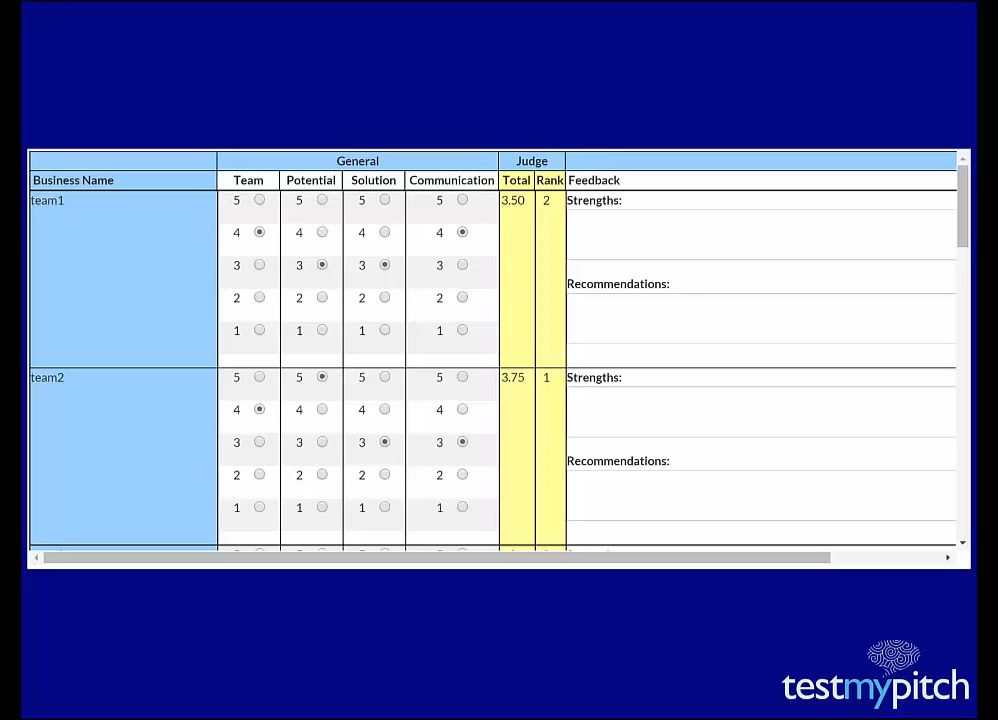 General Judge
Business Name Team Potential Solution Communication Total Rank Feedback
team1 5 5 5 5 3.50 2 Strengths:
4 4 4 4
3 3 3 3
Recommendations:
2 2 2 2
1 1 1 1
team2 5 5 5 5 3.75 1 Strengths:
4 4 4 4
3 3 3 3
Recommendations:
2 2 2 2
1 1 1 1
testmypitch